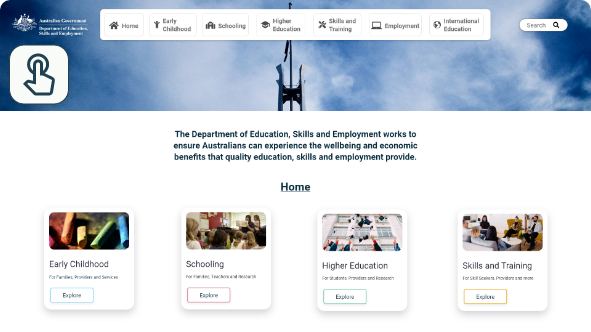 Australian Government
Department of Education,
Skills and Employment
Home
Early
Childhood
Schooling
Higher
Education
Skills and
Training
Employment
International
Education
Search
The Department of Education, Skills and Employment works to
ensure Australians can experience the wellbeing and economic
benefits that quality education, skills and employment provide.
Home
Early Childhood
For Families, Providers and Services
Explore
Schooling
For Families, Teachers and Research
Explore
Higher Education
For Students, Providers and Research
Explore
Skills and Training
For Skill Seekers, Providers and more
Explore